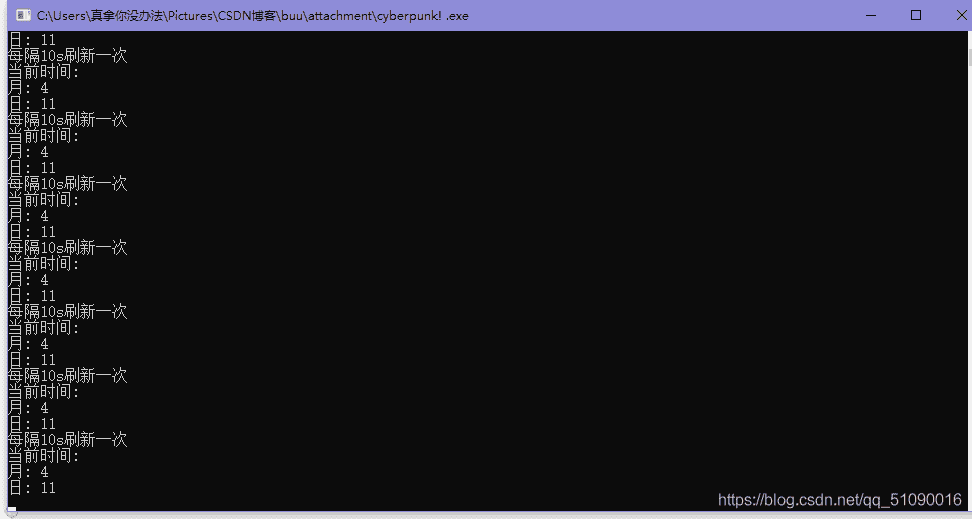 C:\Users\真拿你没办法\Pictures\CSDN博客\buu\attachment\cyberpunk! .exe
日: 11
每隔10s刷新一次
当前时间:
月: 4
日: 11
每隔10s刷新一次
当前时间:
月: 4
日: 11
每隔10s刷新一次
当前时间:
月: 4
日: 11
每隔10s刷新一次
当前时间:
月: 4
日: 11
每隔10s刷新一次
当前时间:
月: 4
日: 11
每隔10s刷新一次
当前时间:
月: 4
日: 11
每隔10s刷新一次
当前时间:
月: 4
日: 11
https://blog.csdn.net/qq_51090016